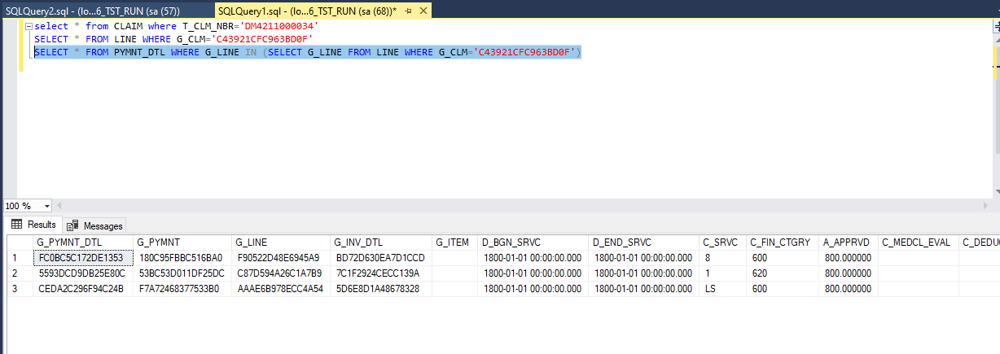 SQLQuery2.sql - (lo...6_TST_RUN (sa (57)) SQLQuery1.sql - (lo...6_TST_RUN (sa (68))*
select * from CLAIM where T_CLM_NBR='DM4211000034'
SELECT * FROM LINE WHERE G_CLM='C43921CFC963BD0F'
SELECT * FROM PYMNT_DTL WHERE G_LINE IN (SELECT G_LINE FROM LINE WHERE G_CLM='C43921CFC963BD0F')
100 %
Results Messages
G_PYMNT_DTL G_PYMNT G_LINE G_INV_DTL G_ITEM D_BGN_SRVC D_END_SRVC C_SRVC C_FIN_CTGRY A_APPRVD C_MEDCL_EVAL C_DEDU
1 FC0BC5C172DE1353 180C95FBBC516BA0 F90522D48E6945A9 BD72D630EA7D1CCD 1800-01-01 00:00:00.000 1800-01-01 00:00:00.000 8 600 800.000000
2 5593DCD9DB25E80C 53BC53D011DF25DC C87D594A26C1A7B9 7C1F2924CECC139A 1800-01-01 00:00:00.000 1800-01-01 00:00:00.000 1 620 800.000000
3 CEDA2C296F94C24B F7A72468377533B0 AAAE6B978ECC4A54 5D6E8D1A48678328 1800-01-01 00:00:00.000 1800-01-01 00:00:00.000 LS 600 800.000000